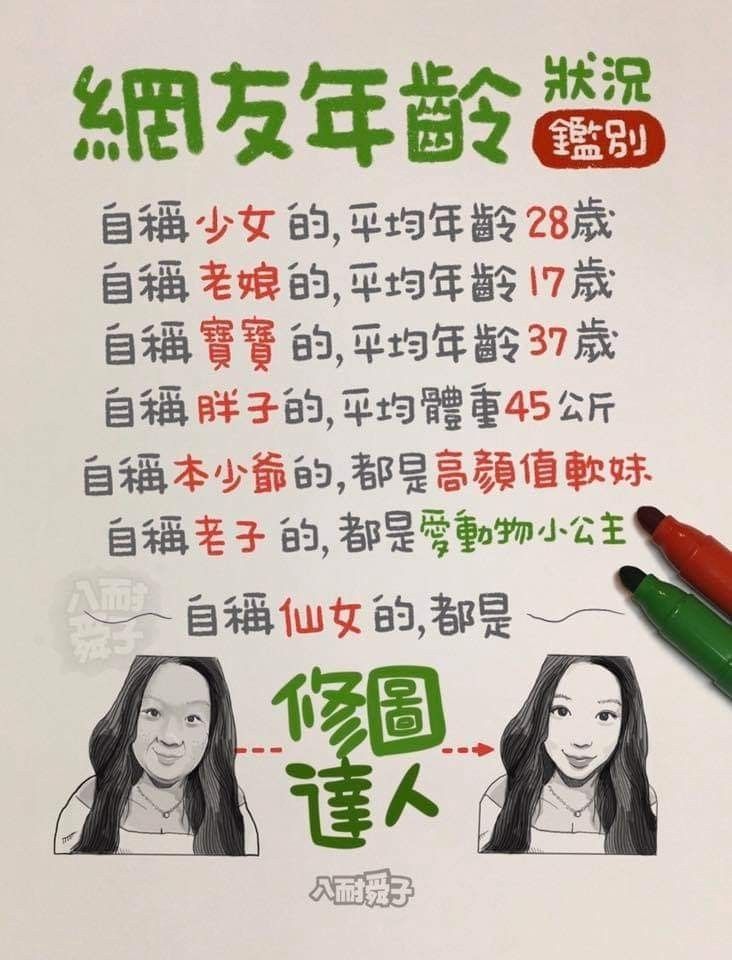 網友年齡 狀況
鑑別
自稱少女的,平均年齡28歲
自稱老娘的,平均年齡17歲
自稱寶寶的,平均年齡37歲
自稱胖子的,平均體重45公斤
自稱本少爺的,都是高顏值軟妹
自稱老子的,都是愛動物小公主
八耐
舜子
自稱仙女的,都是
修圖
達人
八耐舜子